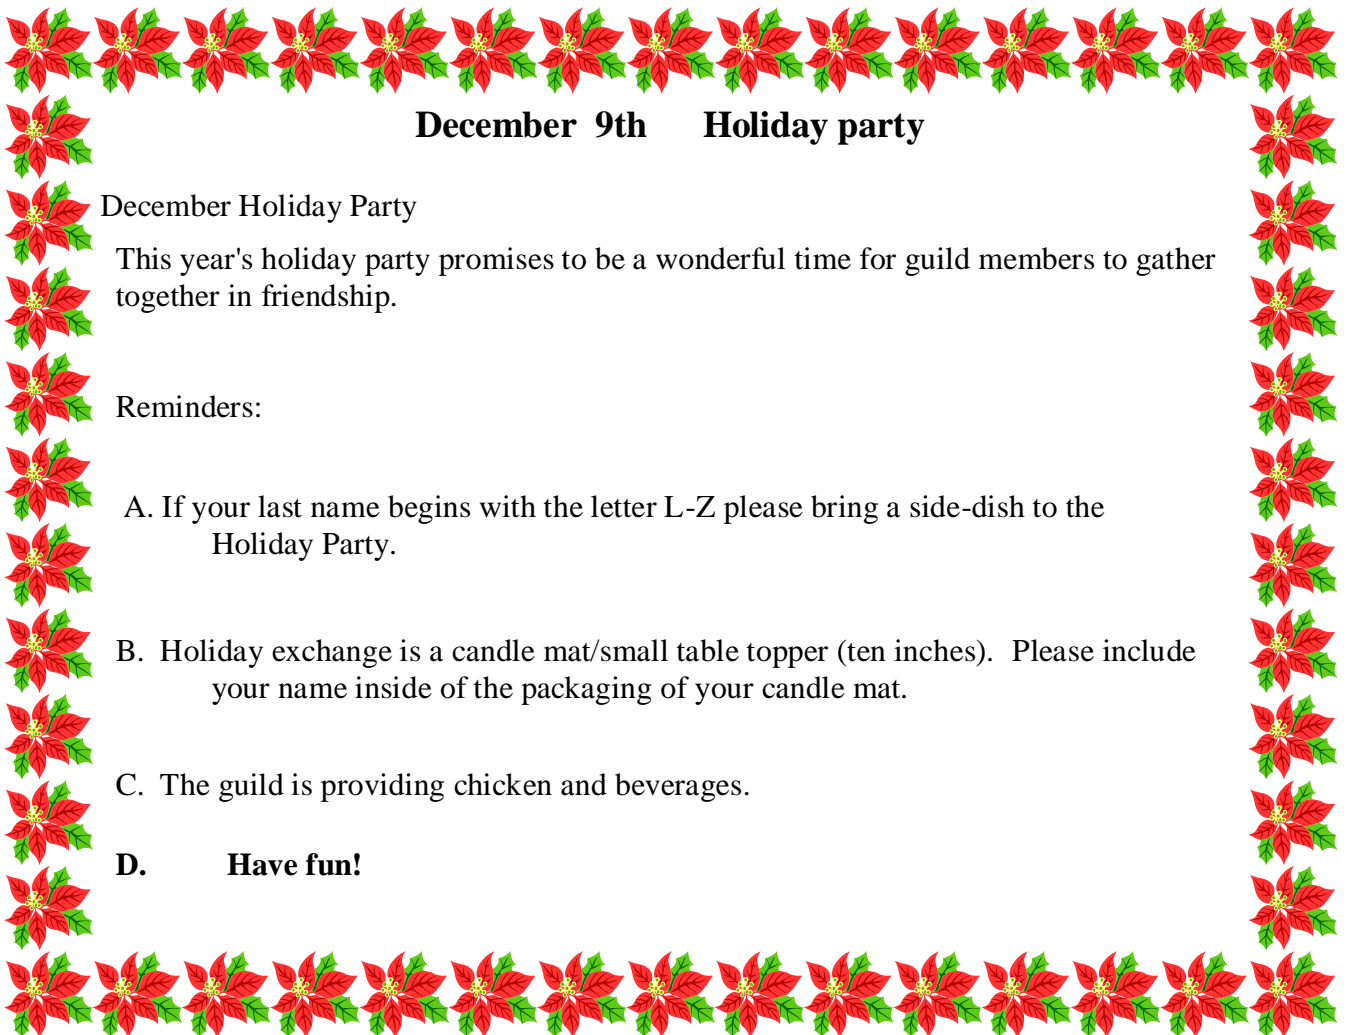 December 9th Holiday party
December Holiday Party
This year's holiday party promises to be a wonderful time for guild members to gather
together in friendship.
Reminders:
A. If your last name begins with the letter L-Z please bring a side-dish to the
Holiday Party.
B. Holiday exchange is a candle mat/small table topper (ten inches). Please include
your name inside of the packaging of your candle mat.
C. The guild is providing chicken and beverages.
D. Have fun!